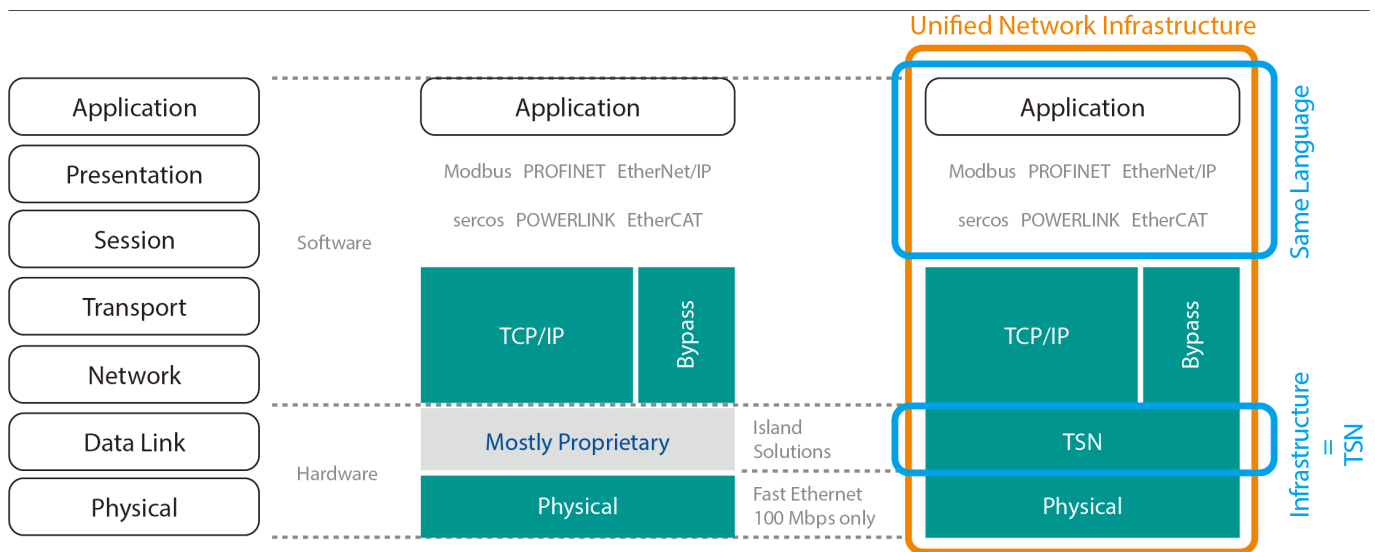 Unified Network Infrastructure
Application
Presentation
Session
Transport
Network
Data Link
Physical
Software
Hardware
Application
Modbus PROFINET EtherNet/IP
sercos POWERLINK EtherCAT
TCP/IP
Bypass
Mostly Proprietary
Physical
Island
Solutions
Fast Ethernet
100 Mbps only
Application
Modbus PROFINET EtherNet/IP
sercos POWERLINK EtherCAT
TCP/IP
Bypass
TSN
Physical
Same Language
Infrastructure
=
TSN